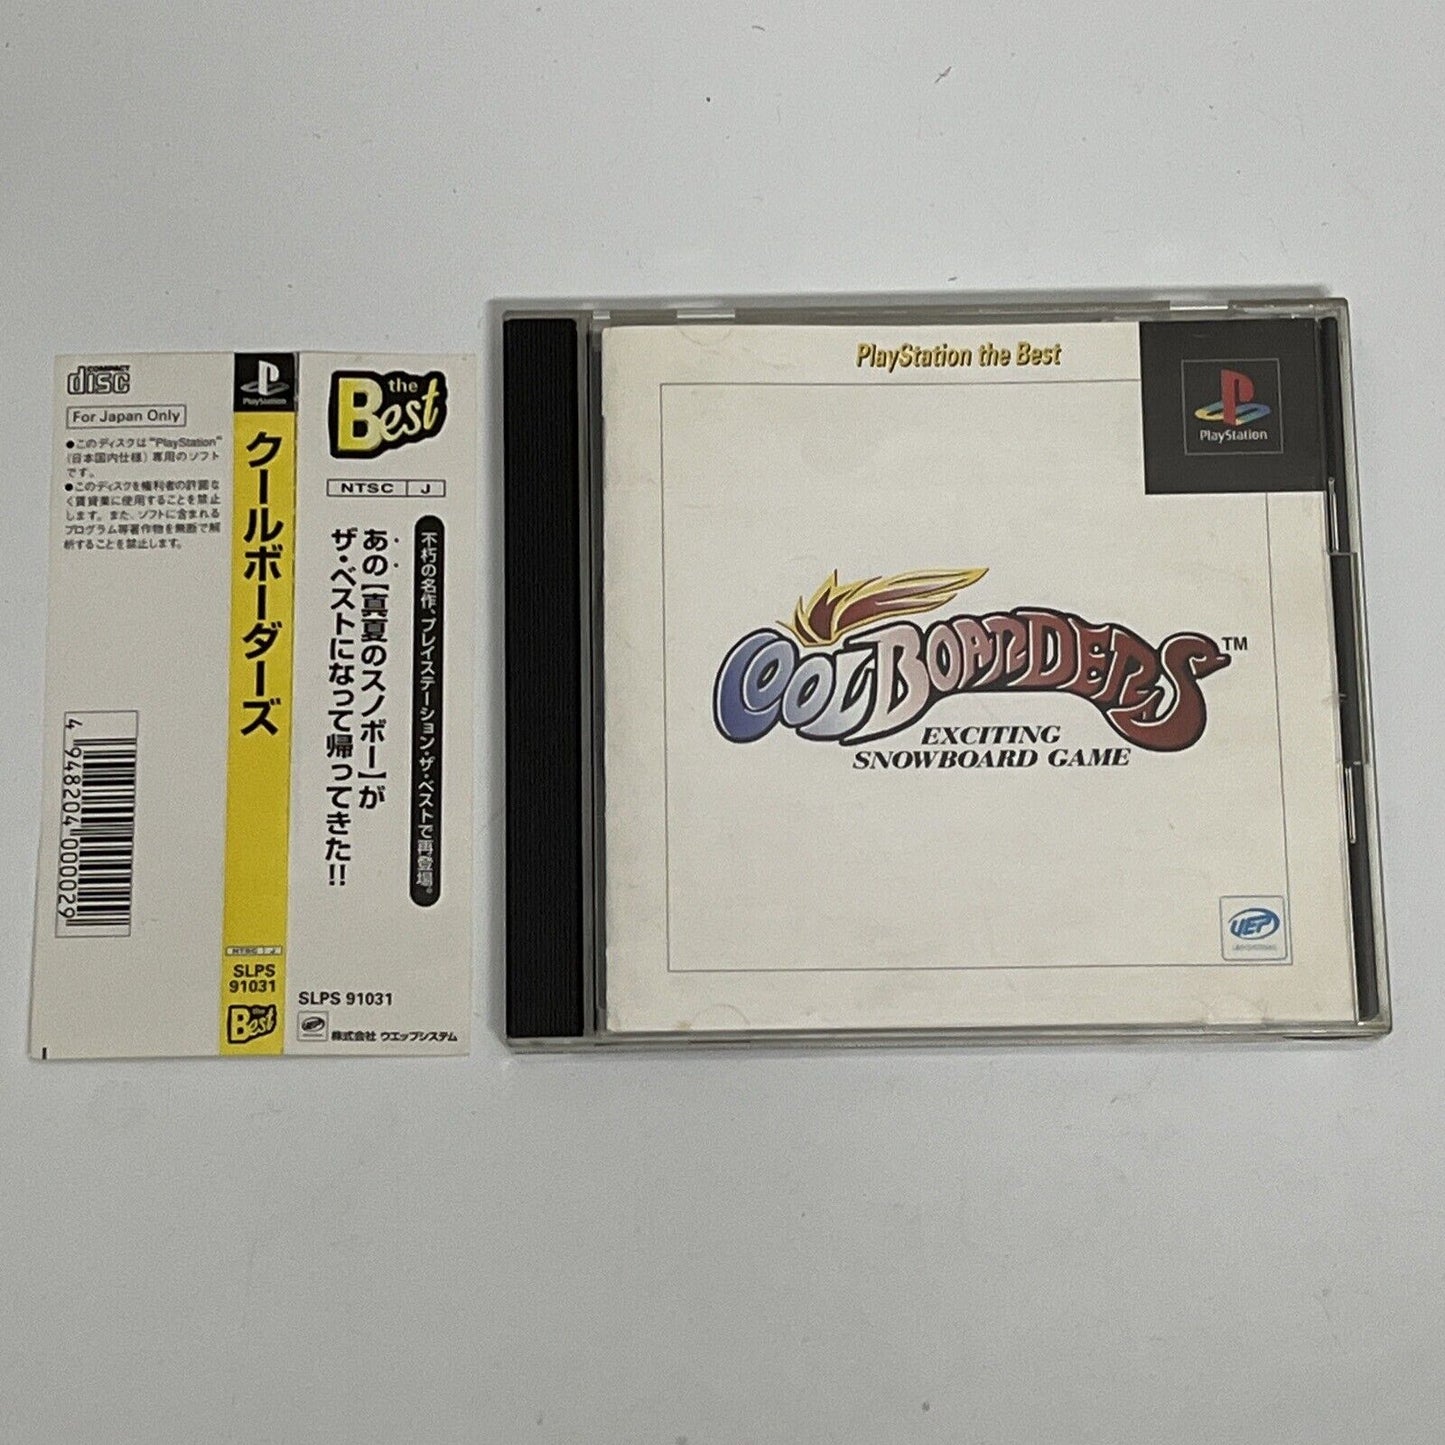 COMPACT
disc
For Japan Only
●このディスクは"PlayStation"
(日本国内仕様)専用のソフト
です。
●このディスクを権利者の許諾な
く賃貸業に使用することを禁止
します。また、ソフトに含まれる
プログラム等著作物を無断で解
析することを禁止します。
4 948204 000029
PlayStation
クールボーダーズ
NTSC J
SLPS
91031
the
Best
the
Best
NTSC J
不朽の名作、プレイステーション・ザ・ベストで再登場。
あの【真夏のスノボー】が
ザ・ベストになって帰ってきた!!
SLPS 91031
UEP
株式会社 ウエップシステム
PlayStation the Best
PlayStation
COOL BOARDERS™
EXCITING
SNOWBOARD GAME
UEP